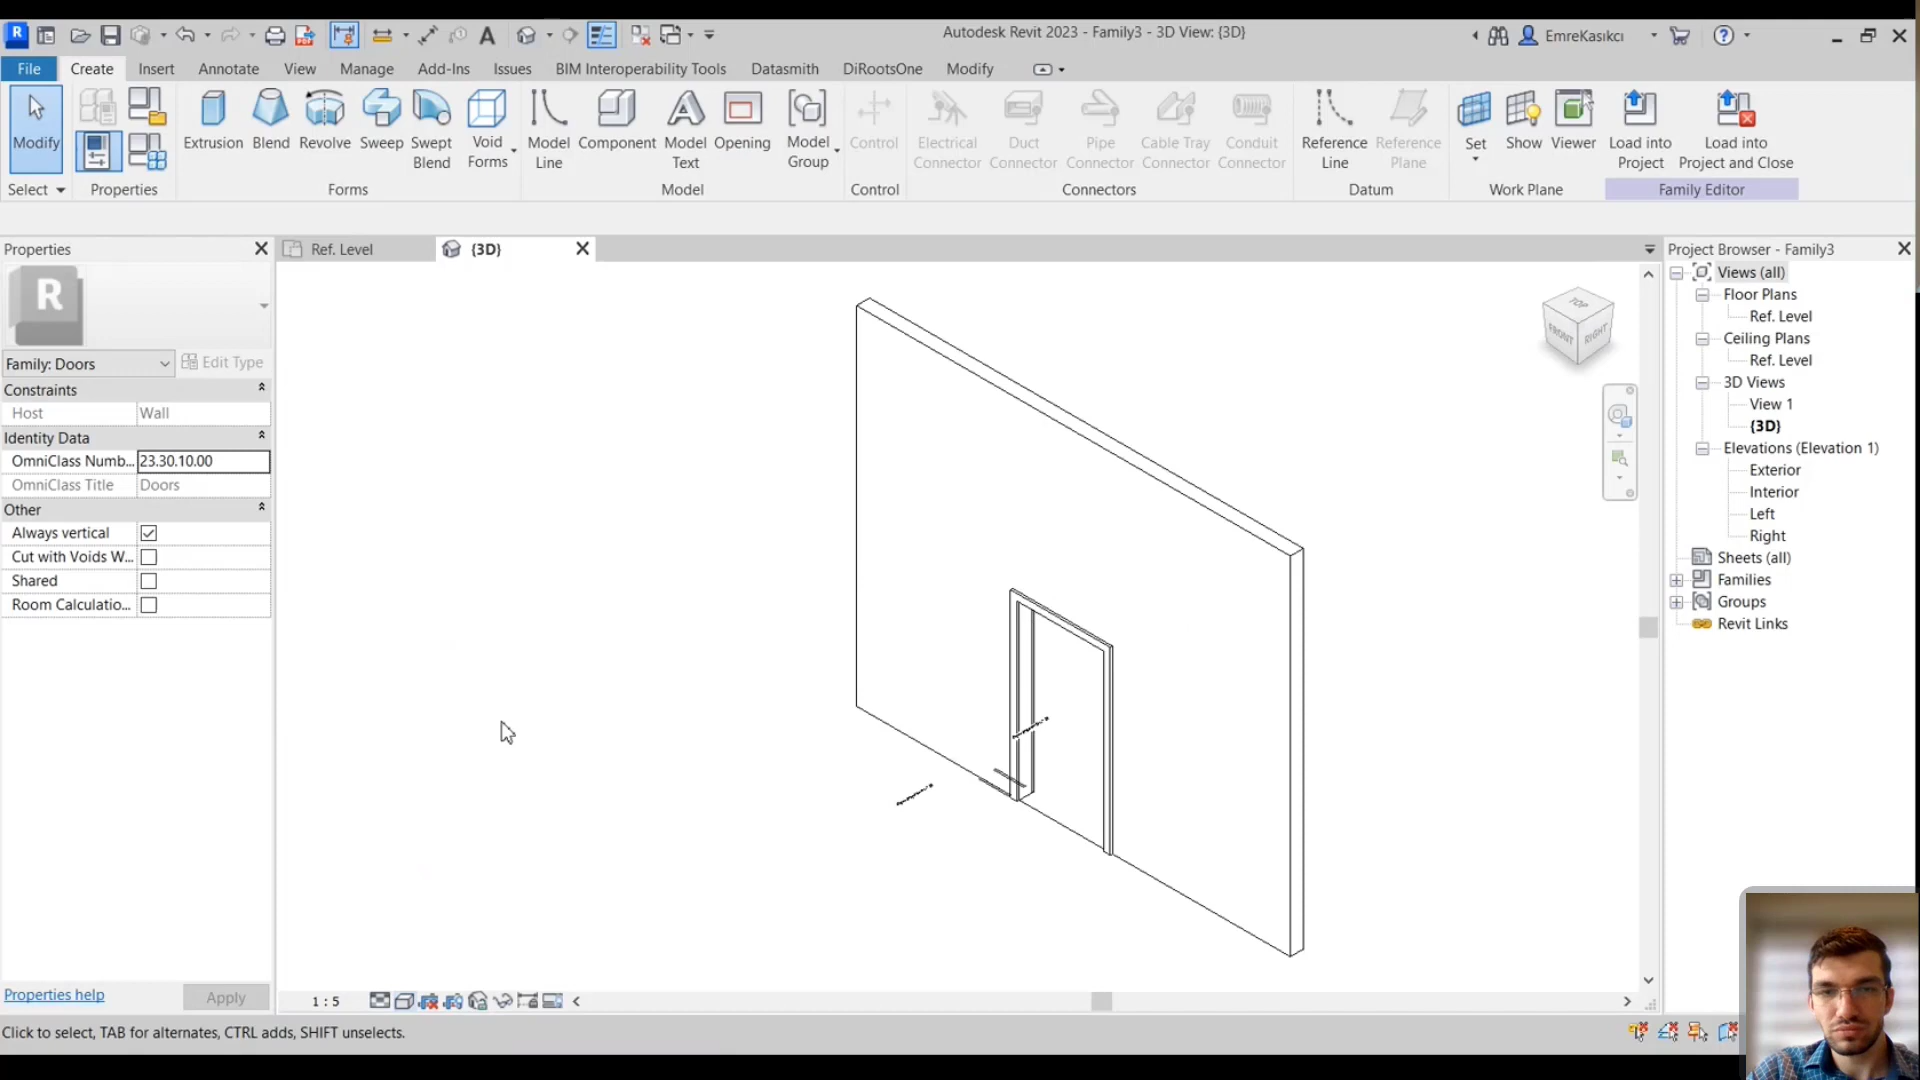 Autodesk Revit 2023 - Family3 - 3D View: {3D}
EmreKasıkcı
File Create Insert Annotate View Manage Add-Ins Issues BIM Interoperability Tools Datasmith DiRootsOne Modify
Modify
Extrusion Blend Revolve Sweep Swept Blend Void Forms
Model Line Component Model Text Opening Model Group
Control
Electrical Connector Duct Connector Pipe Connector Cable Tray Connector Conduit Connector
Reference Line Reference Plane
Set Show Viewer
Load into Project Load into Project and Close
Select Properties Forms Model Control Connectors Datum Work Plane Family Editor
Properties
Ref. Level
{3D}
Project Browser - Family3
R
Family: Doors
Edit Type
Constraints
Host Wall
Identity Data
OmniClass Numb... 23.30.10.00
OmniClass Title Doors
Other
Always vertical
Cut with Voids W...
Shared
Room Calculatio...
Properties help
Apply
TOP
FRONT RIGHT
Views (all)
Floor Plans
Ref. Level
Ceiling Plans
Ref. Level
3D Views
View 1
{3D}
Elevations (Elevation 1)
Exterior
Interior
Left
Right
Sheets (all)
Families
Groups
Revit Links
1 : 5
Click to select, TAB for alternates, CTRL adds, SHIFT unselects.